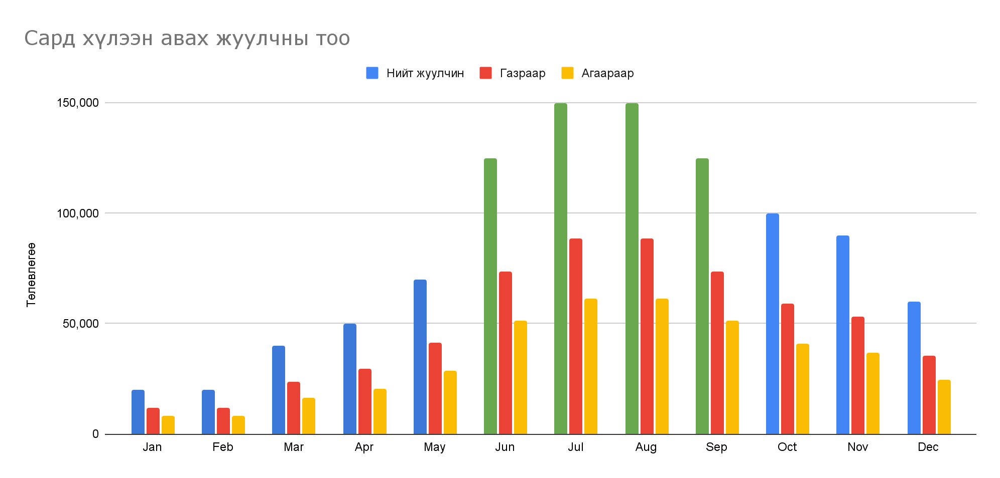 Сард хүлээн авах жуулчны тоо
Нийт жуулчин Газраар Агаараар
150,000
100,000
50,000
0
Төлөвлөгөө
Jan Feb Mar Apr May Jun Jul Aug Sep Oct Nov Dec